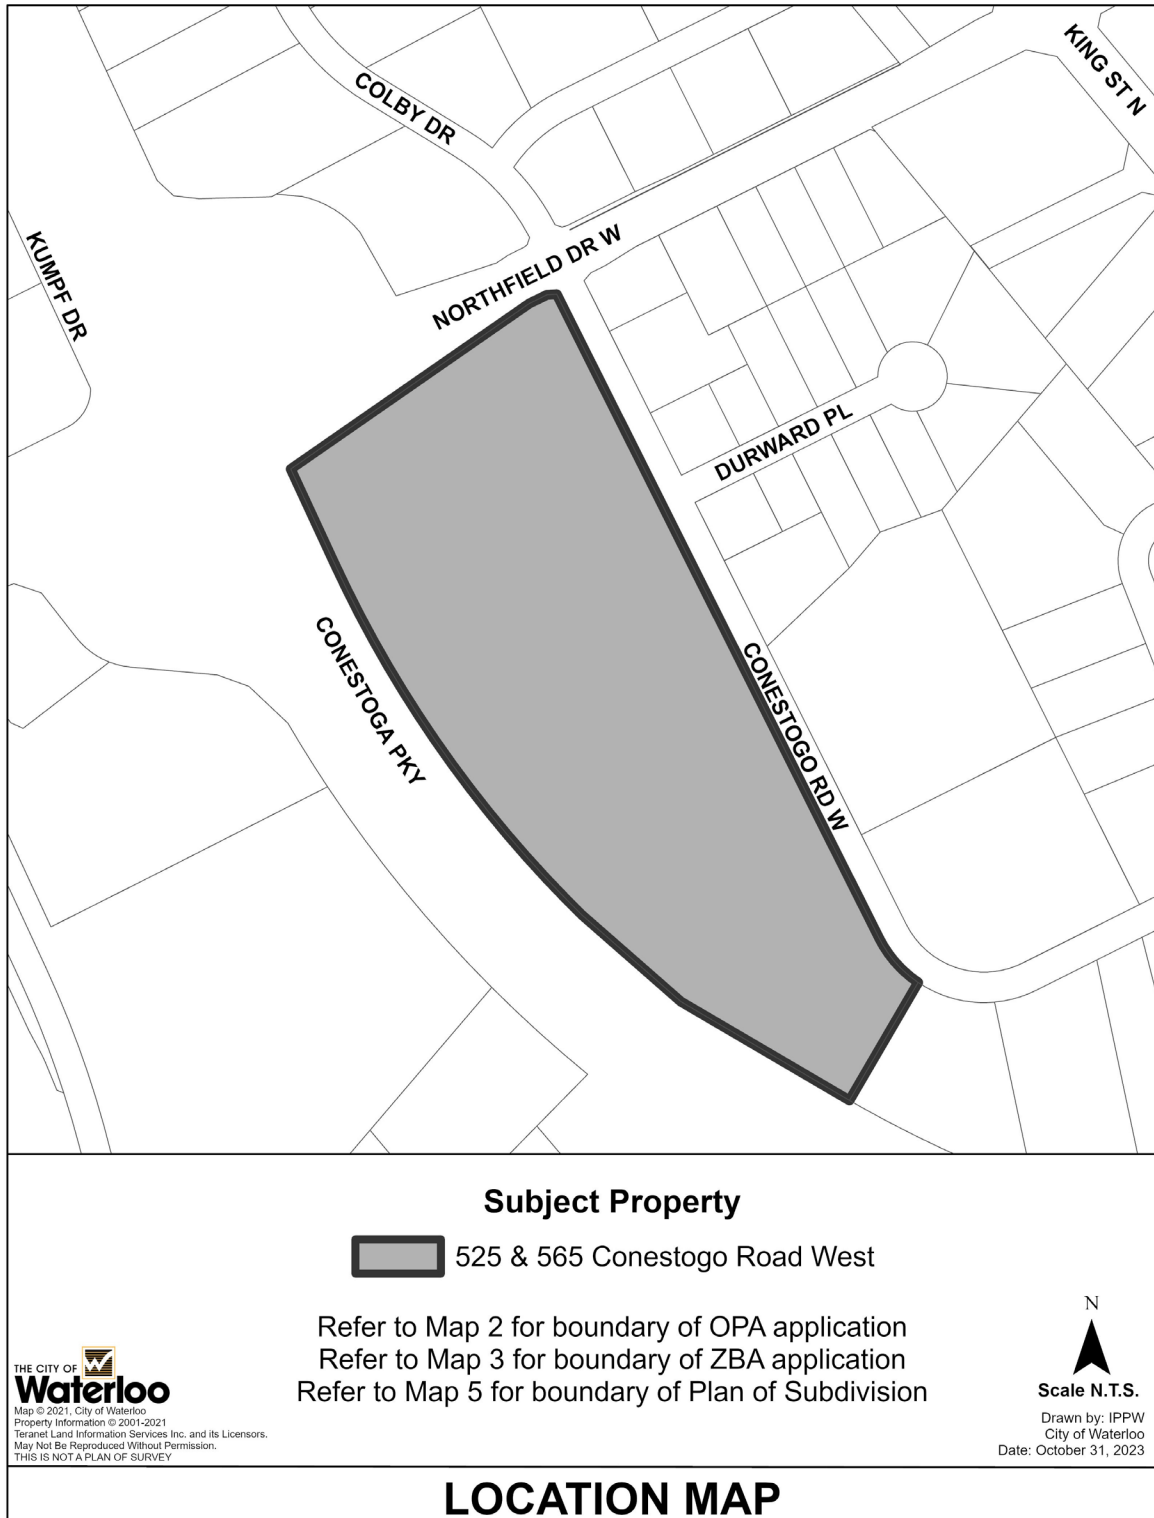 KING ST N
COLBY DR
KUMPF DR
NORTHFIELD DR W
DURWARD PL
CONESTOGA PKY
CONESTOGO RD W
Subject Property
525 & 565 Conestogo Road West
Refer to Map 2 for boundary of OPA application
Refer to Map 3 for boundary of ZBA application
Refer to Map 5 for boundary of Plan of Subdivision
THE CITY OF
Waterloo
Map © 2021, City of Waterloo
Property Information © 2001-2021
Teranet Land Information Services Inc. and its Licensors.
May Not Be Reproduced Without Permission.
THIS IS NOT A PLAN OF SURVEY
N
Scale N.T.S.
Drawn by: IPPW
City of Waterloo
Date: October 31, 2023
LOCATION MAP